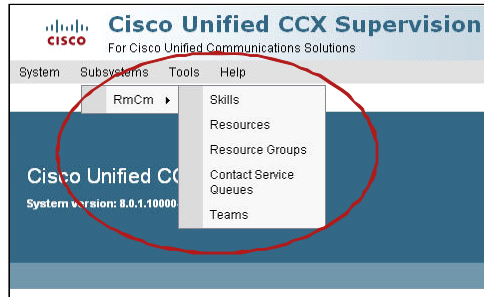 CISCO
Cisco Unified CCX Supervision
For Cisco Unified Communications Solutions
System Subsystems Tools Help
RmCm
Skills
Resources
Resource Groups
Contact Service
Queues
Teams
Cisco Unified CC
System version: 8.0.1.10000